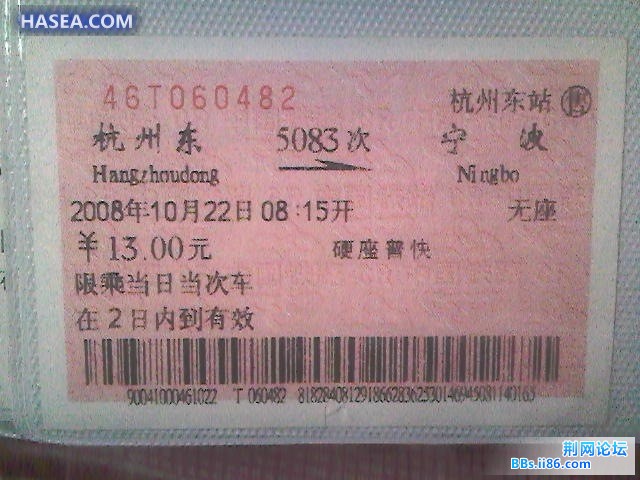 HASEA.COM
46T060482
杭州东站 售
杭州东 5083次 宁波
Hangzhoudong Ningbo
2008年10月22日08:15开 无座
￥13.00元 硬座普快
限乘当日当次车
在2日内到有效
90041000461022 T 060482
荆网论坛
BBs.ii86.com